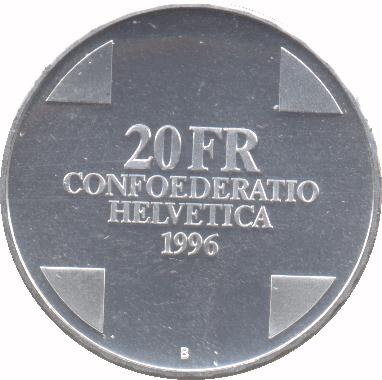 20 FR
CONFOEDERATIO
HELVETICA
1996
B